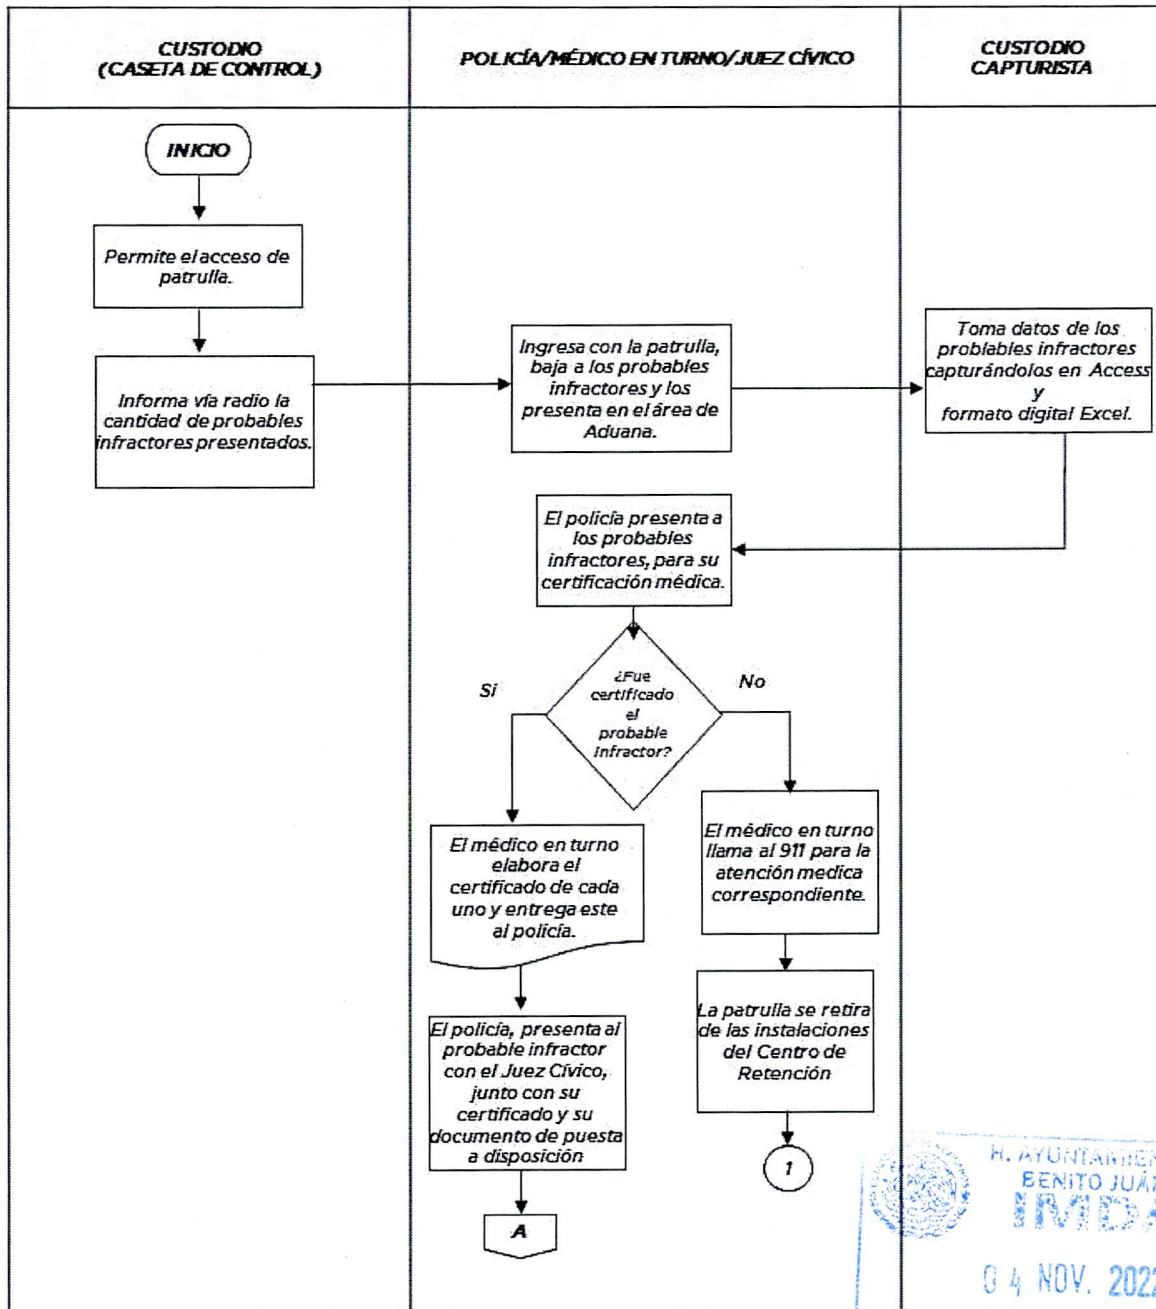 CUSTODIO
(CASETA DE CONTROL)
POLICÍA/MÉDICO EN TURNO/JUEZ CÍVICO
CUSTODIO
CAPTURISTA
INICIO
Permite el acceso de
patrulla.
Informa vía radio la
cantidad de probables
infractores presentados.
Ingresa con la patrulla,
baja a los probables
infractores y los
presenta en el área de
Aduana.
Toma datos de los
problables infractores
capturándolos en Access
y
formato digital Excel.
El policía presenta a
los probables
infractores, para su
certificación médica.
¿Fue
certificado
el
probable
infractor?
Sí
No
El médico en turno
elabora el
certificado de cada
uno y entrega este
al policía.
El médico en turno
llama al 911 para la
atención medica
correspondiente.
El policía, presenta al
probable infractor
con el Juez Cívico,
junto con su
certificado y su
documento de puesta
a disposición
La patrulla se retira
de las instalaciones
del Centro de
Retención
1
A
H. AYUNTAMIEN
BENITO JUÁ
IMDA
04 NOV. 2022